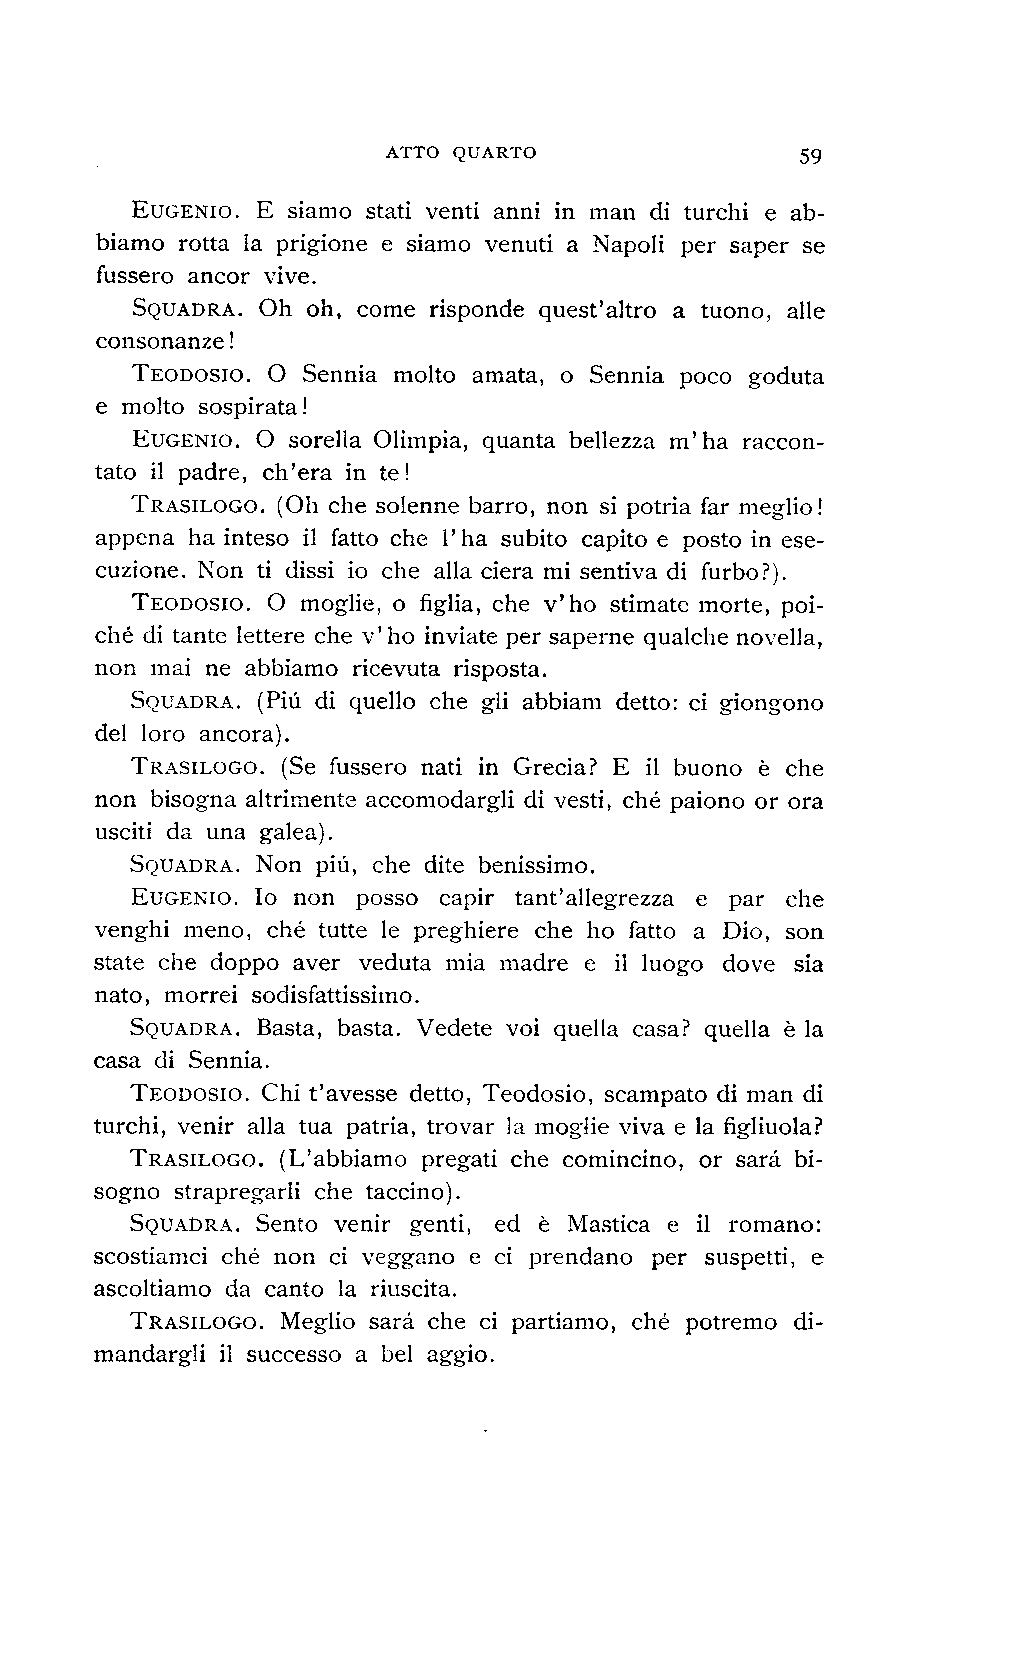 ATTO QUARTO 59
EUGENIO. E siamo stati venti anni in man di turchi e ab-
biamo rotta la prigione e siamo venuti a Napoli per saper se
fussero ancor vive.
SQUADRA. Oh oh, come risponde quest'altro a tuono, alle
consonanze!
TEODOSIO. O Sennia molto amata, o Sennia poco goduta
e molto sospirata!
EUGENIO. O sorella Olimpia, quanta bellezza m'ha raccon-
tato il padre, ch'era in te!
TRASILOGO. (Oh che solenne barro, non si potria far meglio!
appena ha inteso il fatto che l'ha subito capito e posto in ese-
cuzione. Non ti dissi io che alla ciera mi sentiva di furbo?).
TEODOSIO. O moglie, o figlia, che v'ho stimate morte, poi-
ché di tante lettere che v'ho inviate per saperne qualche novella,
non mai ne abbiamo ricevuta risposta.
SQUADRA. (Piú di quello che gli abbiam detto: ci giongono
del loro ancora).
TRASILOGO. (Se fussero nati in Grecia? E il buono è che
non bisogna altrimente accomodargli di vesti, ché paiono or ora
usciti da una galea).
SQUADRA. Non piú, che dite benissimo.
EUGENIO. Io non posso capir tant'allegrezza e par che
venghi meno, ché tutte le preghiere che ho fatto a Dio, son
state che doppo aver veduta mia madre e il luogo dove sia
nato, morrei sodisfattissimo.
SQUADRA. Basta, basta. Vedete voi quella casa? quella è la
casa di Sennia.
TEODOSIO. Chi t'avesse detto, Teodosio, scampato di man di
turchi, venir alla tua patria, trovar la moglie viva e la figliuola?
TRASILOGO. (L'abbiamo pregati che comincino, or sará bi-
sogno strapregarli che taccino).
SQUADRA. Sento venir genti, ed è Mastica e il romano:
scostiamci ché non ci veggano e ci prendano per suspetti, e
ascoltiamo da canto la riuscita.
TRASILOGO. Meglio sará che ci partiamo, ché potremo di-
mandargli il successo a bel aggio.